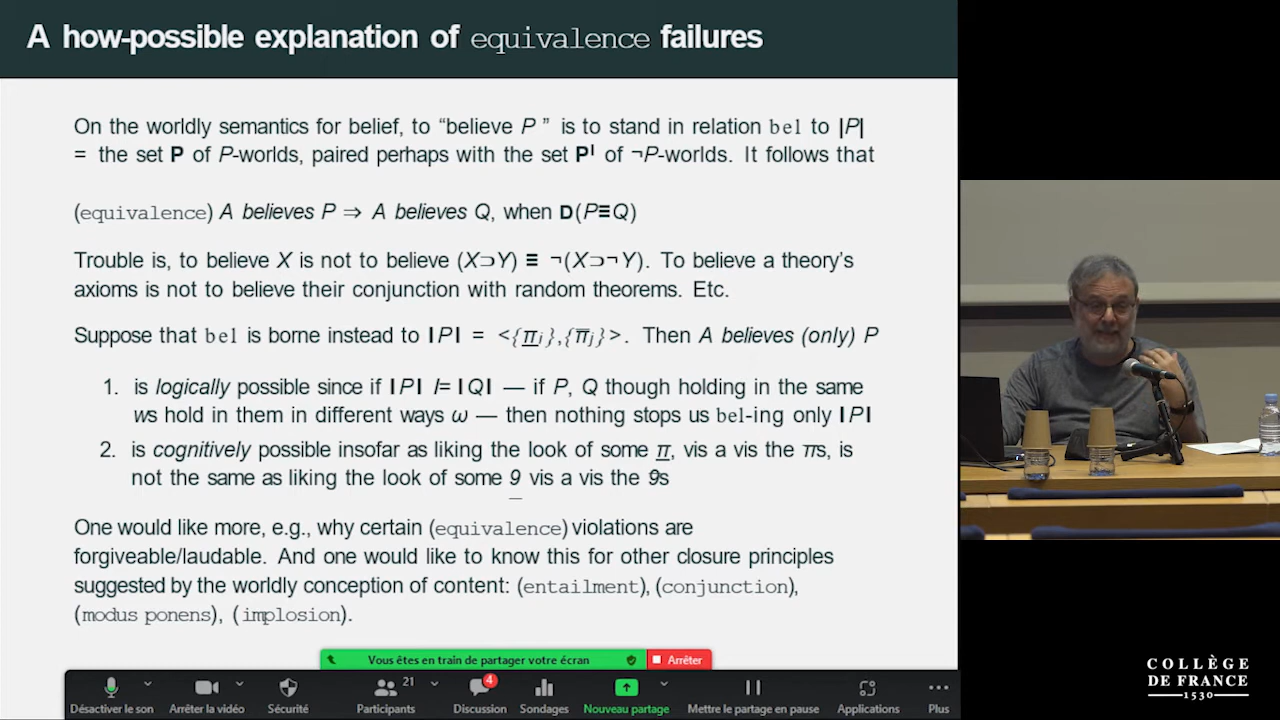 A how-possible explanation of equivalence failures
On the worldly semantics for belief, to “believe P ” is to stand in relation bel to |P|
= the set P of P-worlds, paired perhaps with the set Pᴵ of ¬P-worlds. It follows that
(equivalence) A believes P ⇒ A believes Q, when D(P≡Q)
Trouble is, to believe X is not to believe (X⊃Y) ≡ ¬(X⊃¬Y). To believe a theory’s
axioms is not to believe their conjunction with random theorems. Etc.
Suppose that bel is borne instead to IPI = <{π̲ᵢ},{π̅ⱼ}>. Then A believes (only) P
1. is logically possible since if IPI /= IQI — if P, Q though holding in the same
ws hold in them in different ways ω — then nothing stops us bel-ing only IPI
2. is cognitively possible insofar as liking the look of some π̲, vis a vis the π̅s, is
not the same as liking the look of some 9 vis a vis the 9̅s
One would like more, e.g., why certain (equivalence) violations are
forgiveable/laudable. And one would like to know this for other closure principles
suggested by the worldly conception of content: (entailment), (conjunction),
(modus ponens), (implosion).
Vous êtes en train de partager votre écran Arrêter
21 4
Désactiver le son Arrêter la vidéo Sécurité Participants Discussion Sondages Nouveau partage Mettre le partage en pause Applications Plus
COLLÈGE
DE FRANCE
1530